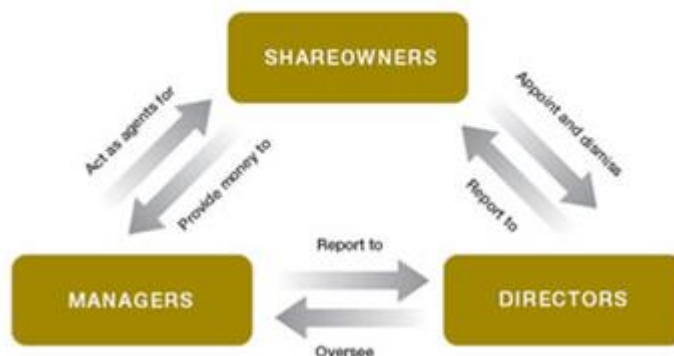 SHAREOWNERS
Act as agents for
Provide money to
Appoint and dismiss
Report to
MANAGERS
Report to
Oversee
DIRECTORS